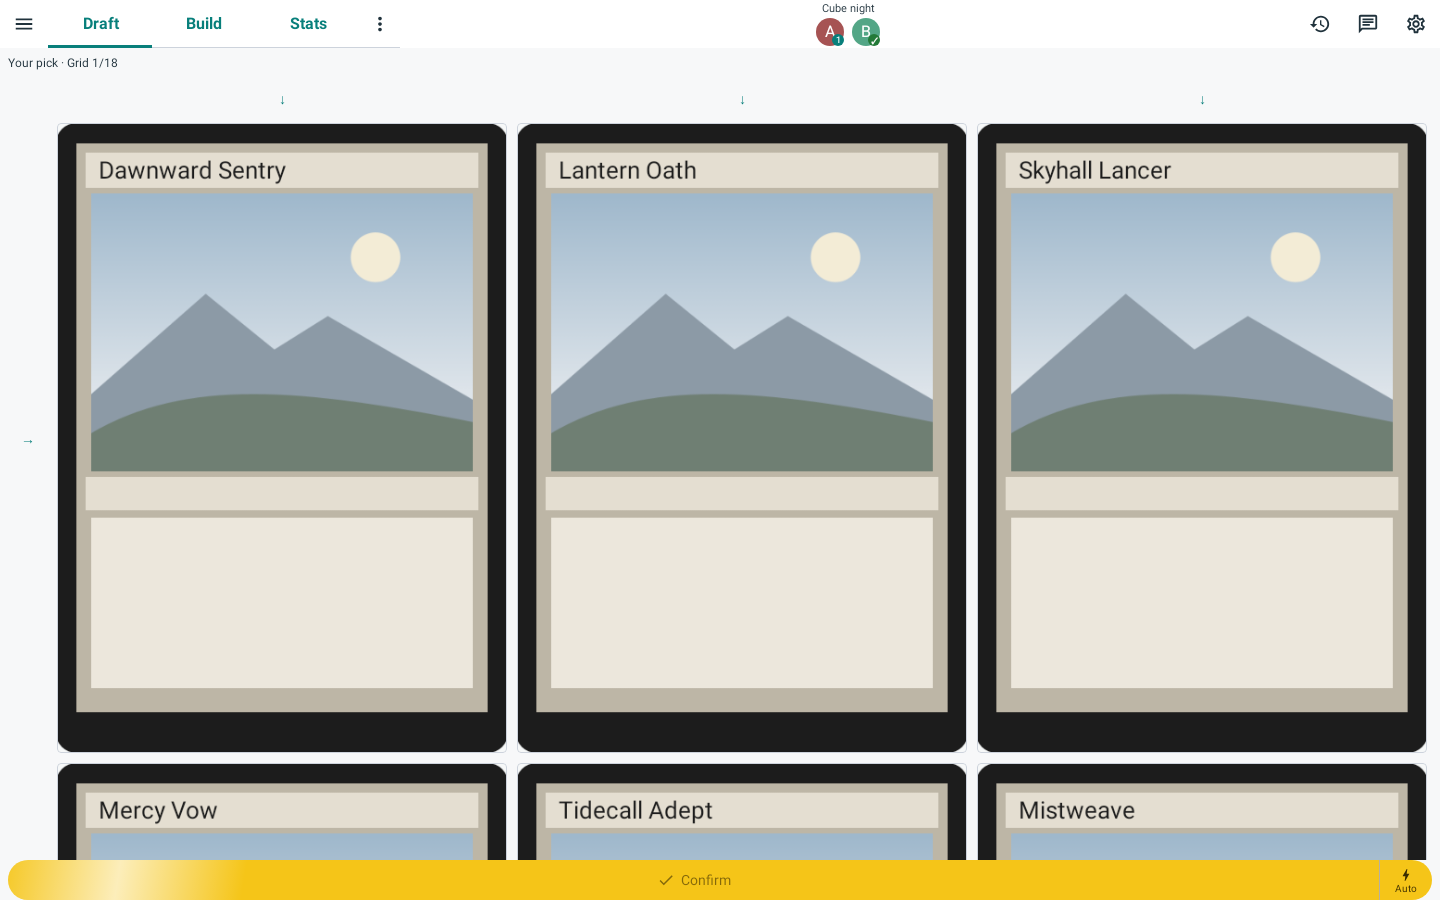 Draft
Build
Stats
Cube night
A
1
B
Your pick · Grid 1/18
↓
↓
↓
→
Dawnward Sentry
Lantern Oath
Skyhall Lancer
Mercy Vow
Tidecall Adept
Mistweave
Confirm
Auto